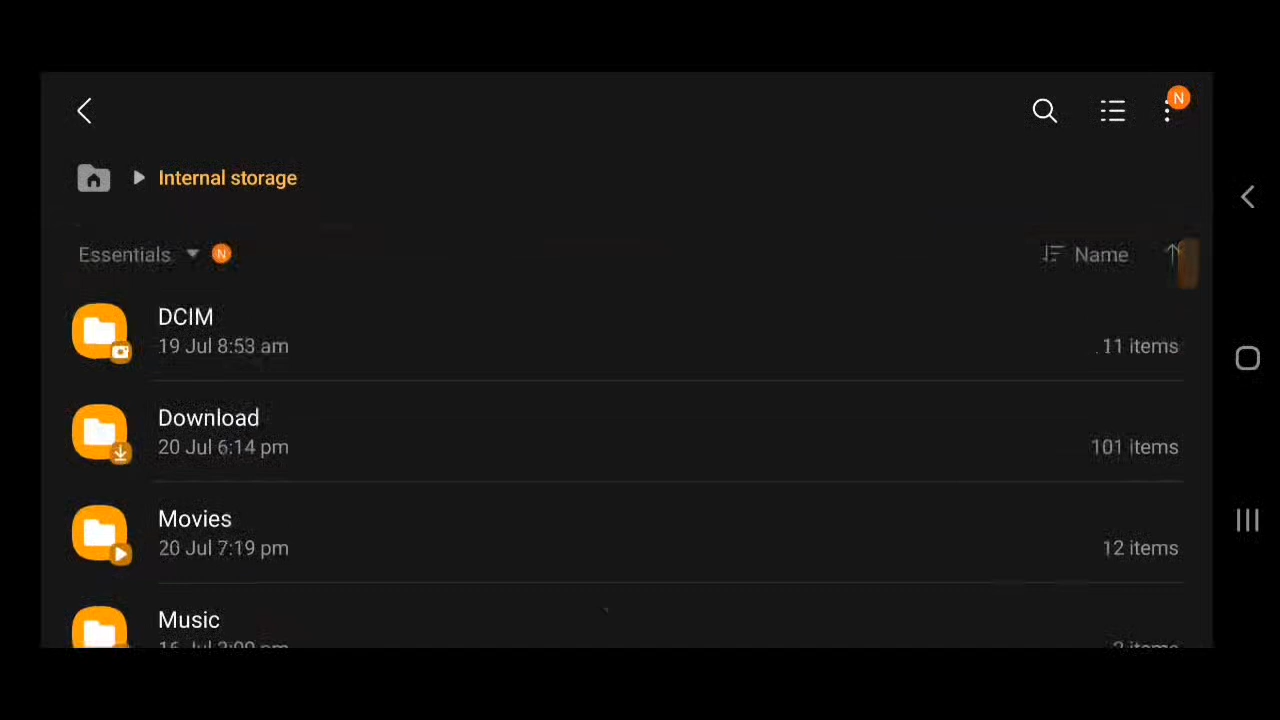 N
Internal storage
Essentials N Name
DCIM
19 Jul 8:53 am 11 items
Download
20 Jul 6:14 pm 101 items
Movies
20 Jul 7:19 pm 12 items
Music